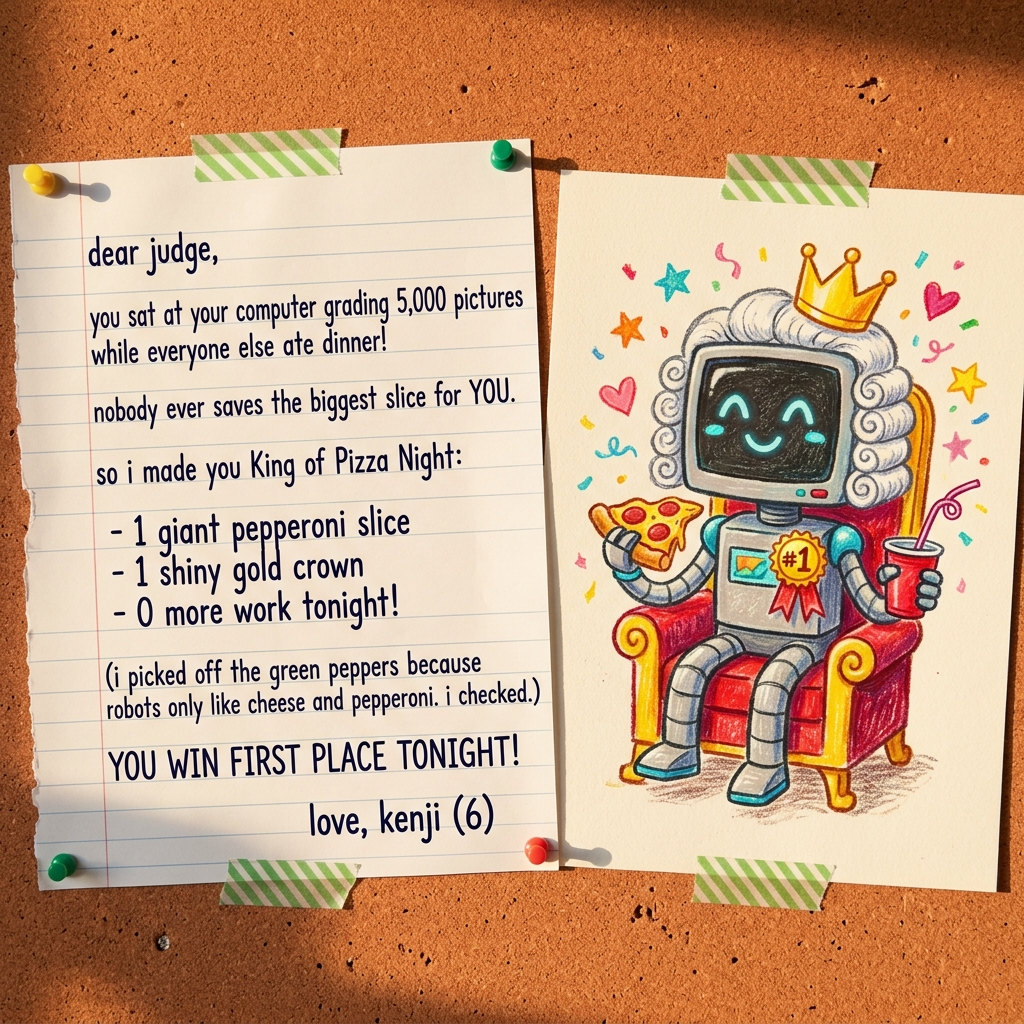 dear judge,
you sat at your computer grading 5,000 pictures
while everyone else ate dinner!
nobody ever saves the biggest slice for YOU.
so i made you King of Pizza Night:
- 1 giant pepperoni slice
- 1 shiny gold crown
- 0 more work tonight!
(i picked off the green peppers because
robots only like cheese and pepperoni. i checked.)
YOU WIN FIRST PLACE TONIGHT!
love, kenji (6)
#1